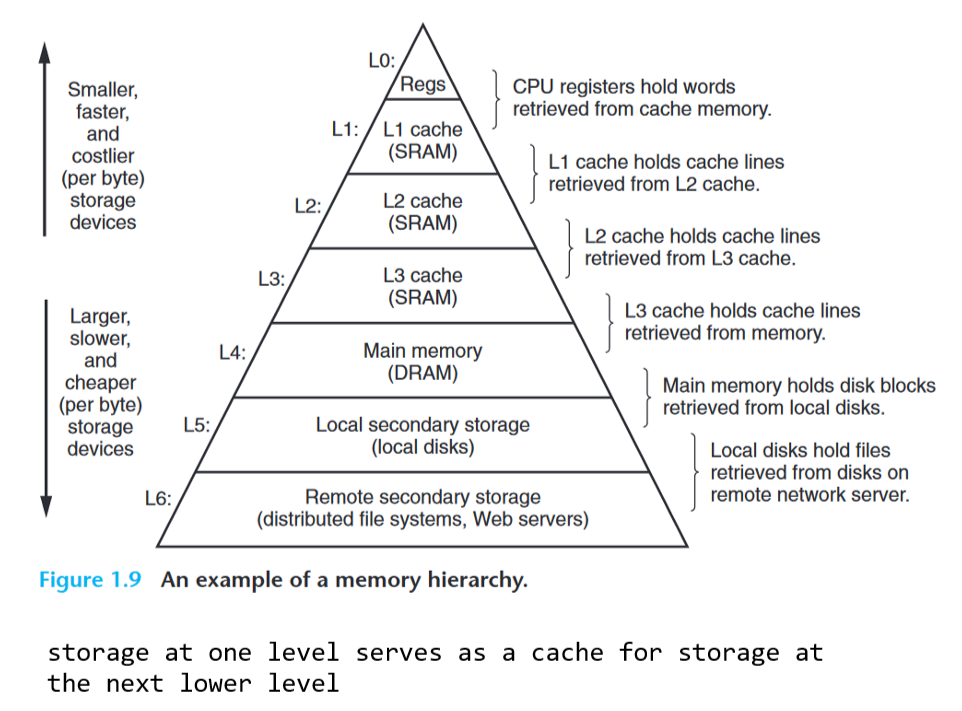 L0:
Regs
CPU registers hold words
retrieved from cache memory.
Smaller,
faster,
and
costlier
(per byte)
storage
devices
L1:
L1 cache
(SRAM)
L1 cache holds cache lines
retrieved from L2 cache.
L2:
L2 cache
(SRAM)
L2 cache holds cache lines
retrieved from L3 cache.
L3:
L3 cache
(SRAM)
L3 cache holds cache lines
retrieved from memory.
Larger,
slower,
and
cheaper
(per byte)
storage
devices
L4:
Main memory
(DRAM)
Main memory holds disk blocks
retrieved from local disks.
L5:
Local secondary storage
(local disks)
Local disks hold files
retrieved from disks on
remote network server.
L6:
Remote secondary storage
(distributed file systems, Web servers)
Figure 1.9 An example of a memory hierarchy.
storage at one level serves as a cache for storage at
the next lower level